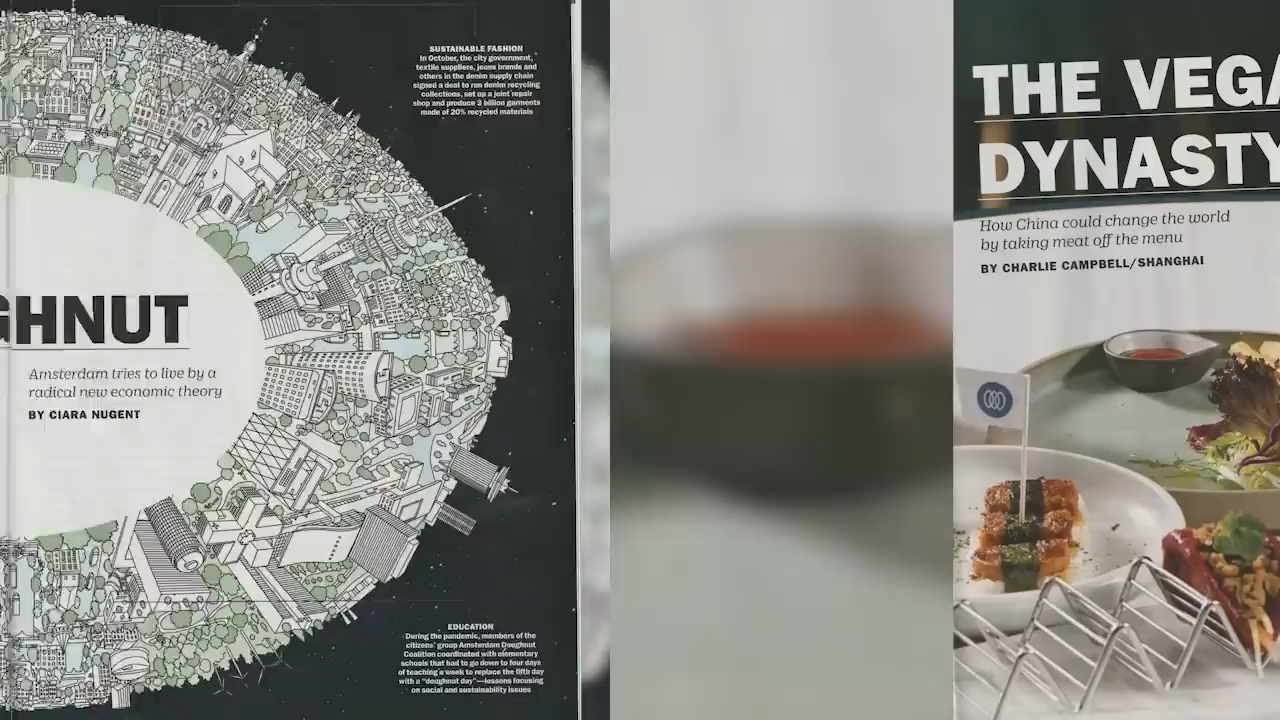 SUSTAINABLE FASHION
In October, the city government,
textile suppliers, jeans brands and
others in the denim supply chain
signed a deal to run denim recycling
collections, set up a joint repair
shop and produce 3 billion garments
made of 20% recycled materials
GHNUT
Amsterdam tries to live by a
radical new economic theory
BY CIARA NUGENT
EDUCATION
During the pandemic, members of the
citizens' group Amsterdam Doughnut
Coalition coordinated with elementary
schools that had to go down to four days
of teaching a week to replace the fifth day
with a "doughnut day"—lessons focusing
on social and sustainability issues
THE VEGA
DYNASTY
How China could change the world
by taking meat off the menu
BY CHARLIE CAMPBELL/SHANGHAI